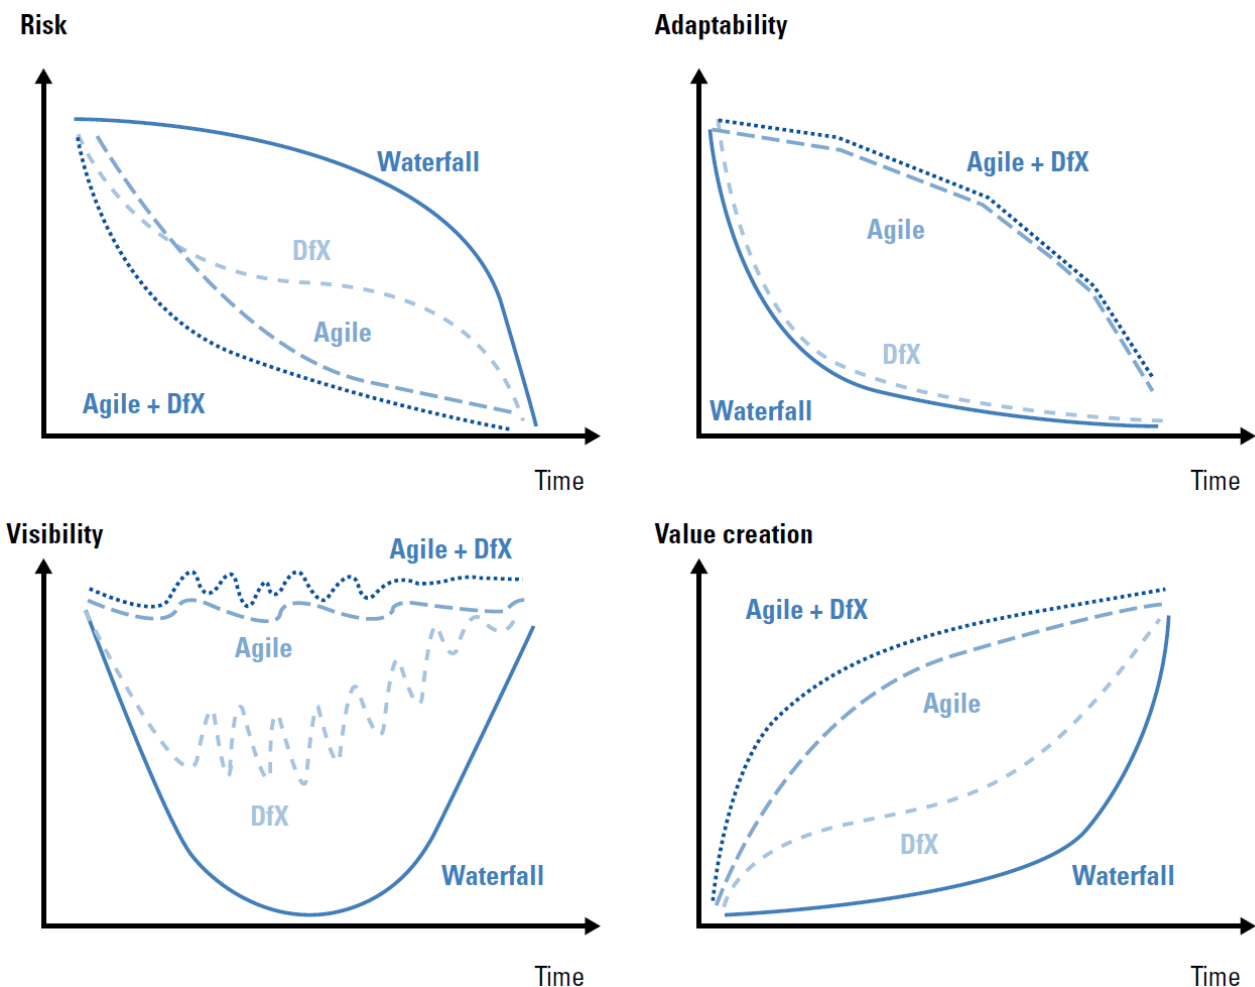 Risk
Waterfall
DfX
Agile
Agile + DfX
Time
Adaptability
Agile + DfX
Agile
DfX
Waterfall
Time
Visibility
Agile + DfX
Agile
DfX
Waterfall
Time
Value creation
Agile + DfX
Agile
DfX
Waterfall
Time